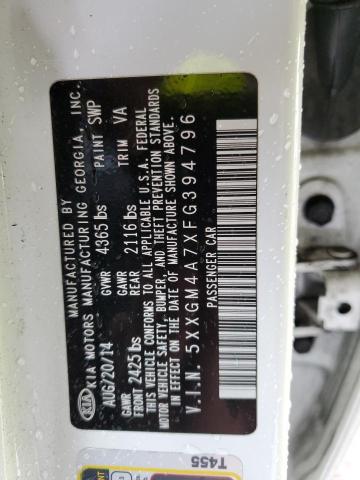 KIA
MANUFACTURED BY
KIA MOTORS MANUFACTURING GEORGIA, INC.
AUG/20/14 GVWR 4365 lbs PAINT SWP
GAWR FRONT 2425 lbs GAWR REAR 2116 lbs TRIM VA
THIS VEHICLE CONFORMS TO ALL APPLICABLE U.S.A. FEDERAL
MOTOR VEHICLE SAFETY, BUMPER, AND THEFT PREVENTION STANDARDS
IN EFFECT ON THE DATE OF MANUFACTURE SHOWN ABOVE.
V.I.N. 5XXGM4A7XFG394796
PASSENGER CAR
T455